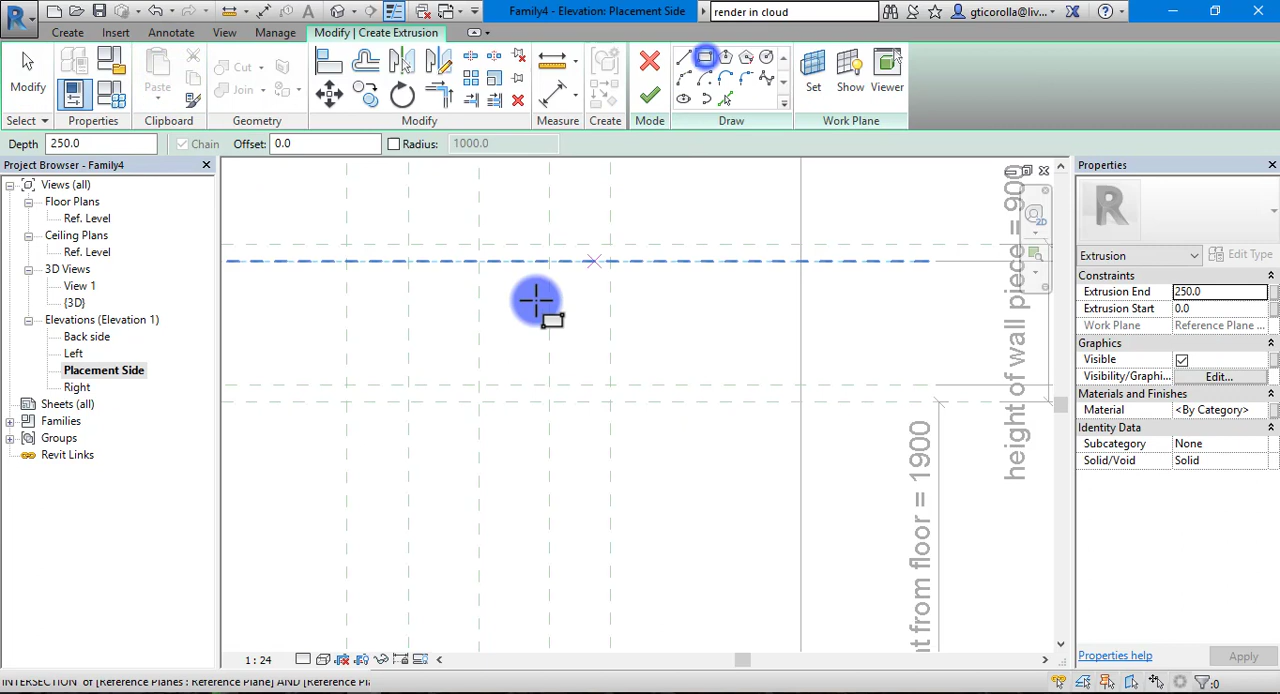 Family4 - Elevation: Placement Side
render in cloud
gticorolla@liv...
Create
Insert
Annotate
View
Manage
Modify | Create Extrusion
Modify
Paste
Cut
Join
Set
Show
Viewer
Select
Properties
Clipboard
Geometry
Modify
Measure
Create
Mode
Draw
Work Plane
Depth
250.0
Chain
Offset:
0.0
Radius:
1000.0
Project Browser - Family4
Views (all)
Floor Plans
Ref. Level
Ceiling Plans
Ref. Level
3D Views
View 1
{3D}
Elevations (Elevation 1)
Back side
Left
Placement Side
Right
Sheets (all)
Families
Groups
Revit Links
height of wall piece = 900
nt from floor = 1900
2D
Properties
R
Extrusion
Edit Type
Constraints
Extrusion End
250.0
Extrusion Start
0.0
Work Plane
Reference Plane ...
Graphics
Visible
Visibility/Graphi...
Edit...
Materials and Finishes
Material
<By Category>
Identity Data
Subcategory
None
Solid/Void
Solid
Properties help
Apply
1 : 24
INTERSECTION of [Reference Planes : Reference Plane] AND [Reference Pl
:0